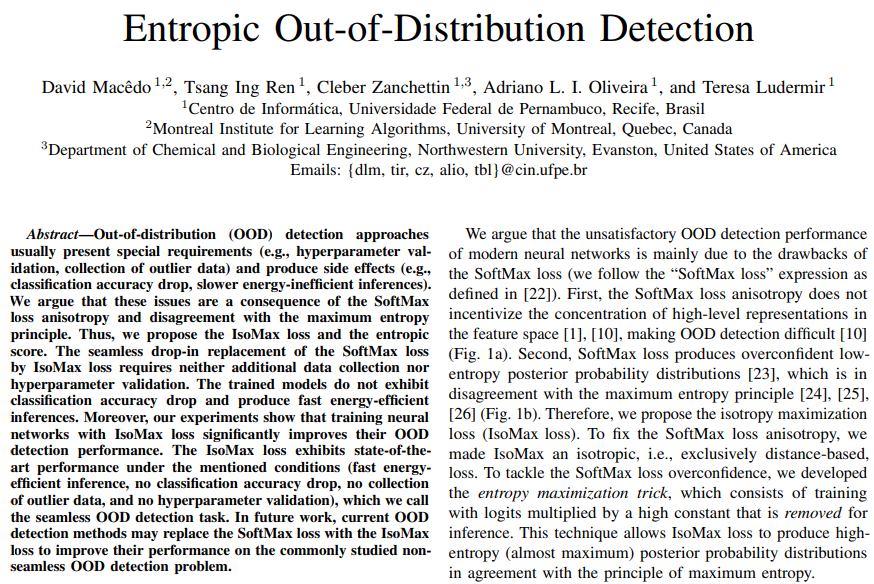 Entropic Out-of-Distribution Detection
David Macêdo 1,2, Tsang Ing Ren 1, Cleber Zanchettin 1,3, Adriano L. I. Oliveira 1, and Teresa Ludermir 1
1Centro de Informática, Universidade Federal de Pernambuco, Recife, Brasil
2Montreal Institute for Learning Algorithms, University of Montreal, Quebec, Canada
3Department of Chemical and Biological Engineering, Northwestern University, Evanston, United States of America
Emails: {dlm, tir, cz, alio, tbl}@cin.ufpe.br
Abstract—Out-of-distribution (OOD) detection approaches
usually present special requirements (e.g., hyperparameter val-
idation, collection of outlier data) and produce side effects (e.g.,
classification accuracy drop, slower energy-inefficient inferences).
We argue that these issues are a consequence of the SoftMax
loss anisotropy and disagreement with the maximum entropy
principle. Thus, we propose the IsoMax loss and the entropic
score. The seamless drop-in replacement of the SoftMax loss
by IsoMax loss requires neither additional data collection nor
hyperparameter validation. The trained models do not exhibit
classification accuracy drop and produce fast energy-efficient
inferences. Moreover, our experiments show that training neural
networks with IsoMax loss significantly improves their OOD
detection performance. The IsoMax loss exhibits state-of-the-
art performance under the mentioned conditions (fast energy-
efficient inference, no classification accuracy drop, no collection
of outlier data, and no hyperparameter validation), which we call
the seamless OOD detection task. In future work, current OOD
detection methods may replace the SoftMax loss with the IsoMax
loss to improve their performance on the commonly studied non-
seamless OOD detection problem.
We argue that the unsatisfactory OOD detection performance
of modern neural networks is mainly due to the drawbacks of
the SoftMax loss (we follow the “SoftMax loss” expression as
defined in [22]). First, the SoftMax loss anisotropy does not
incentivize the concentration of high-level representations in
the feature space [1], [10], making OOD detection difficult [10]
(Fig. 1a). Second, SoftMax loss produces overconfident low-
entropy posterior probability distributions [23], which is in
disagreement with the maximum entropy principle [24], [25],
[26] (Fig. 1b). Therefore, we propose the isotropy maximization
loss (IsoMax loss). To fix the SoftMax loss anisotropy, we
made IsoMax an isotropic, i.e., exclusively distance-based,
loss. To tackle the SoftMax loss overconfidence, we developed
the entropy maximization trick, which consists of training
with logits multiplied by a high constant that is removed for
inference. This technique allows IsoMax loss to produce high-
entropy (almost maximum) posterior probability distributions
in agreement with the principle of maximum entropy.